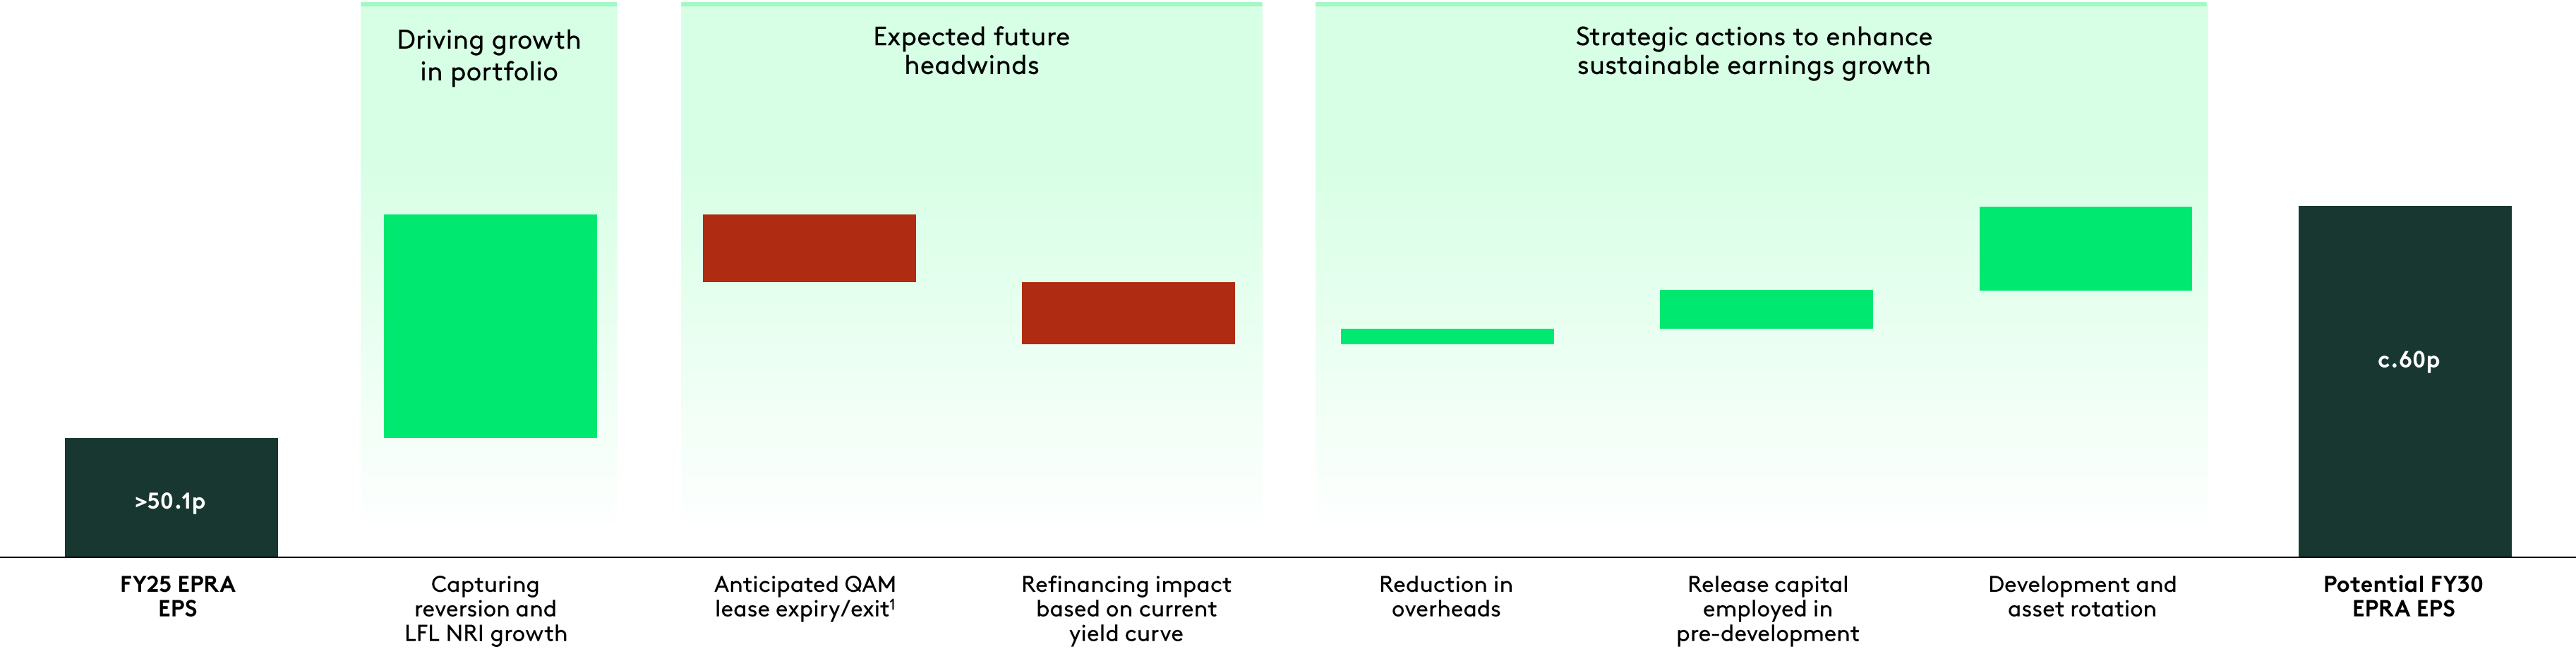 Driving growth
in portfolio
Expected future
headwinds
Strategic actions to enhance
sustainable earnings growth
>50.1p
c.60p
FY25 EPRA
EPS
Capturing
reversion and
LFL NRI growth
Anticipated QAM
lease expiry/exit¹
Refinancing impact
based on current
yield curve
Reduction in
overheads
Release capital
employed in
pre-development
Development and
asset rotation
Potential FY30
EPRA EPS